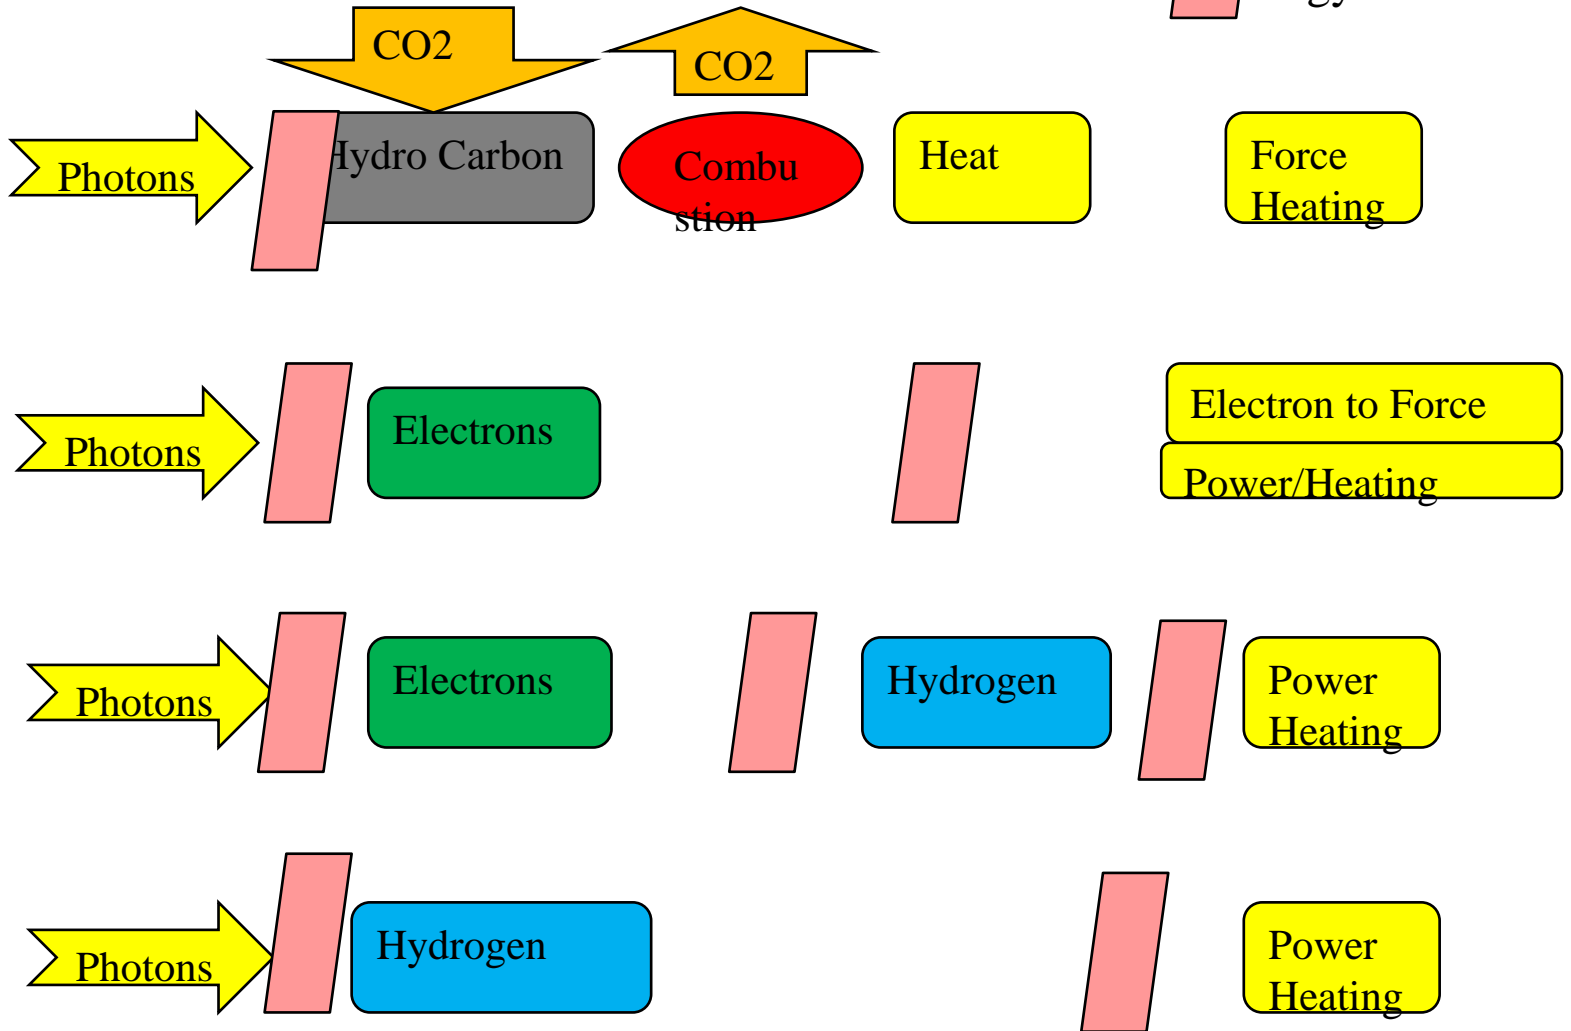 CO2
CO2
Photons
Hydro Carbon
Combu
stion
Heat
Force
Heating
Photons
Electrons
Electron to Force
Power/Heating
Photons
Electrons
Hydrogen
Power
Heating
Photons
Hydrogen
Power
Heating